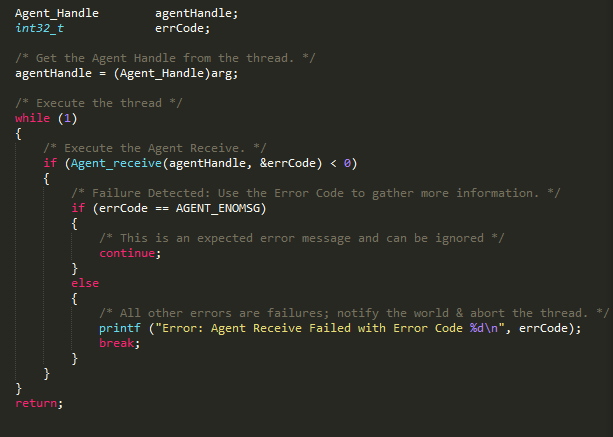 Agent_Handle        agentHandle;
int32_t             errCode;

/* Get the Agent Handle from the thread. */
agentHandle = (Agent_Handle)arg;

/* Execute the thread */
while (1)
{
    /* Execute the Agent Receive. */
    if (Agent_receive(agentHandle, &errCode) < 0)
    {
        /* Failure Detected: Use the Error Code to gather more information. */
        if (errCode == AGENT_ENOMSG)
        {
            /* This is an expected error message and can be ignored */
            continue;
        }
        else
        {
            /* All other errors are failures; notify the world & abort the thread. */
            printf ("Error: Agent Receive Failed with Error Code %d\n", errCode);
            break;
        }
    }
}
return;